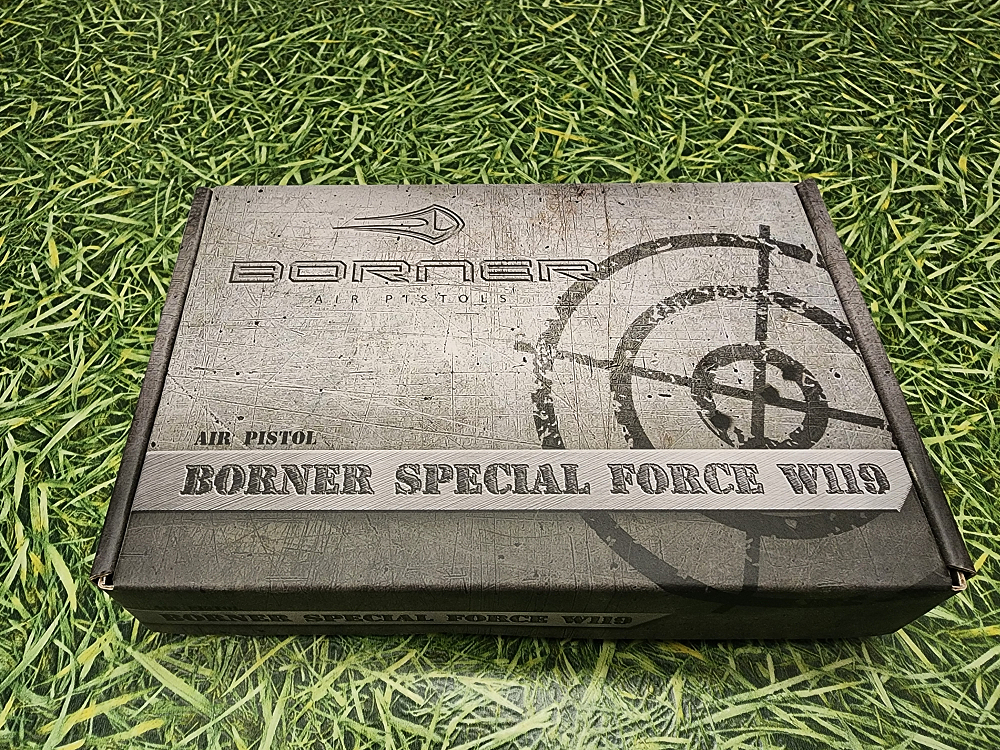 BORNER
AIR PISTOLS
AIR PISTOL
BORNER SPECIAL FORCE W119
BORNER SPECIAL FORCE W119